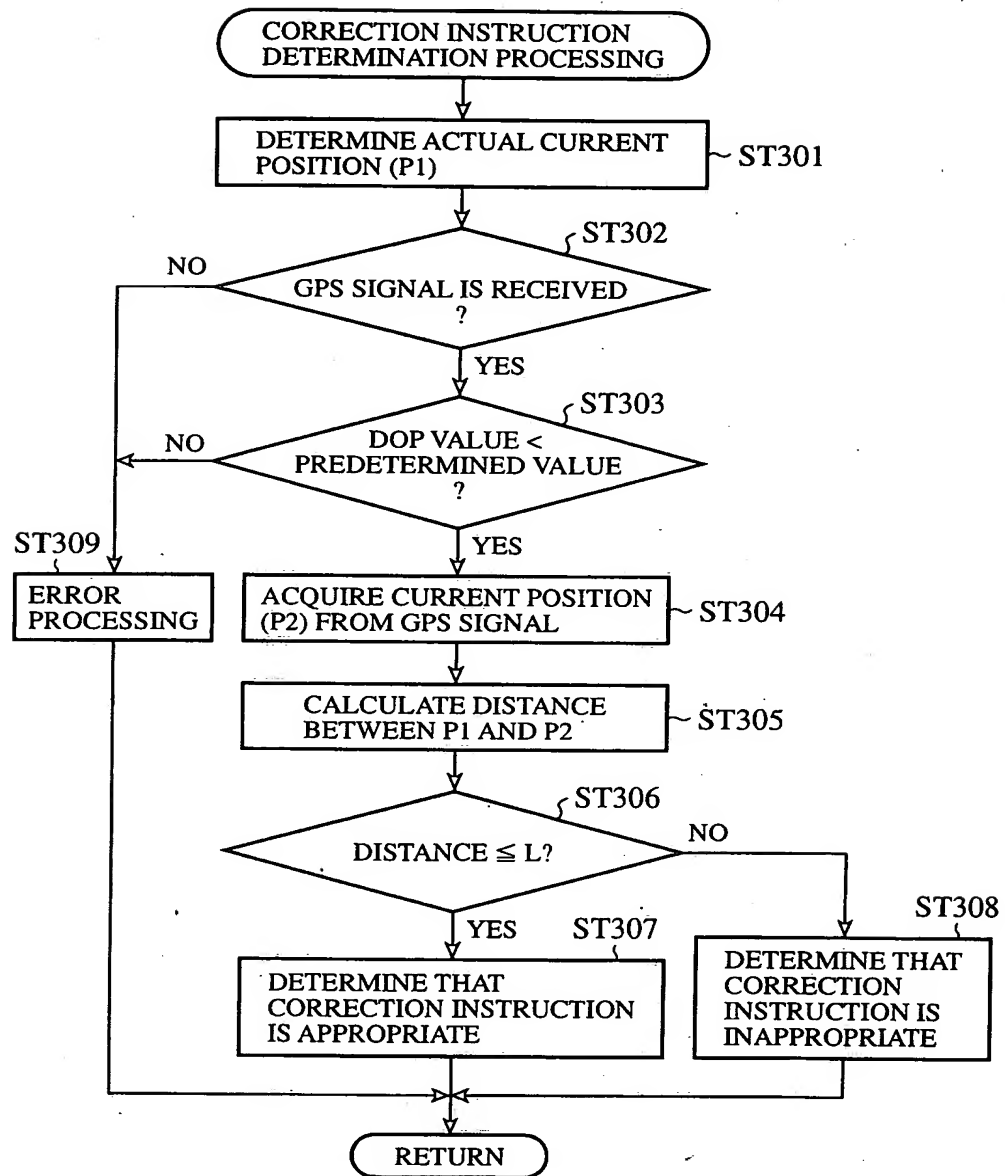 CORRECTION INSTRUCTION
DETERMINATION PROCESSING
DETERMINE ACTUAL CURRENT
POSITION (P1)
ST301
ST302
NO
GPS SIGNAL IS RECEIVED
?
YES
ST303
NO
DOP VALUE <
PREDETERMINED VALUE
?
YES
ST309
ERROR
PROCESSING
ACQUIRE CURRENT POSITION
(P2) FROM GPS SIGNAL
ST304
CALCULATE DISTANCE
BETWEEN P1 AND P2
ST305
ST306
NO
DISTANCE ≦ L?
YES
ST307
ST308
DETERMINE THAT
CORRECTION INSTRUCTION
IS APPROPRIATE
DETERMINE THAT
CORRECTION
INSTRUCTION IS
INAPPROPRIATE
RETURN